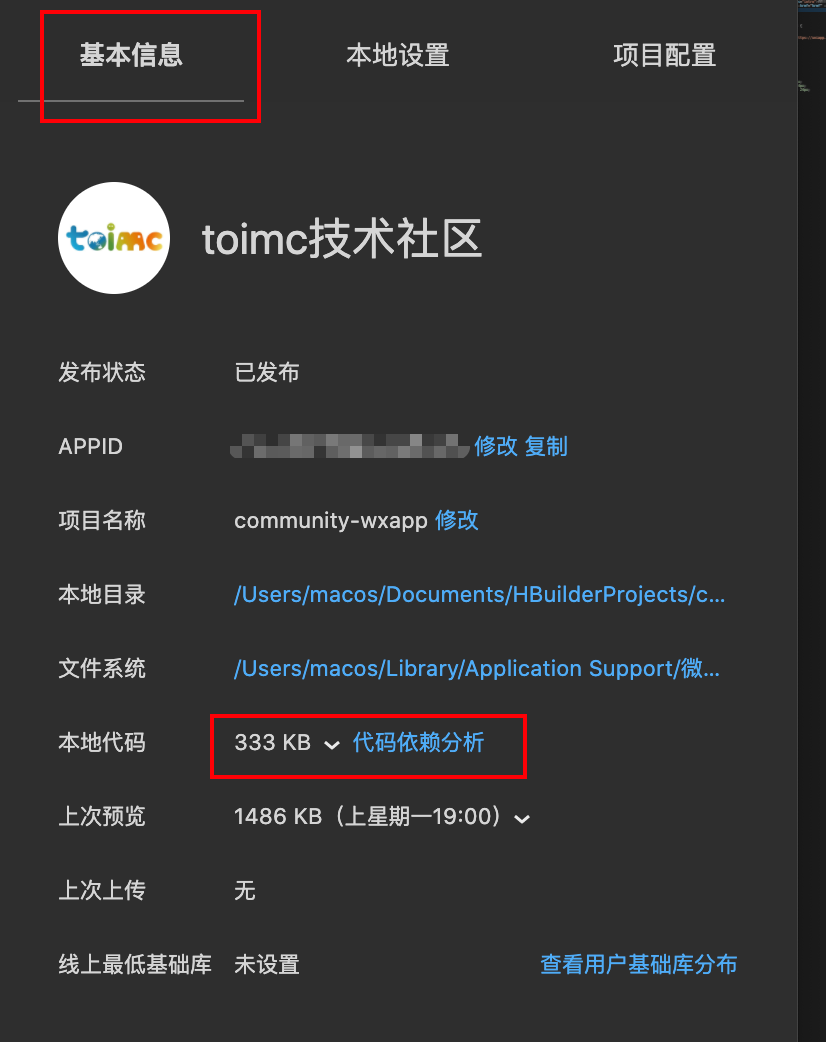 基本信息 本地设置 项目配置
toimc toimc技术社区
发布状态 已发布
APPID 修改 复制
项目名称 community-wxapp 修改
本地目录 /Users/macos/Documents/HBuilderProjects/c...
文件系统 /Users/macos/Library/Application Support/微...
本地代码 333 KB 代码依赖分析
上次预览 1486 KB（上星期一19:00）
上次上传 无
线上最低基础库 未设置 查看用户基础库分布